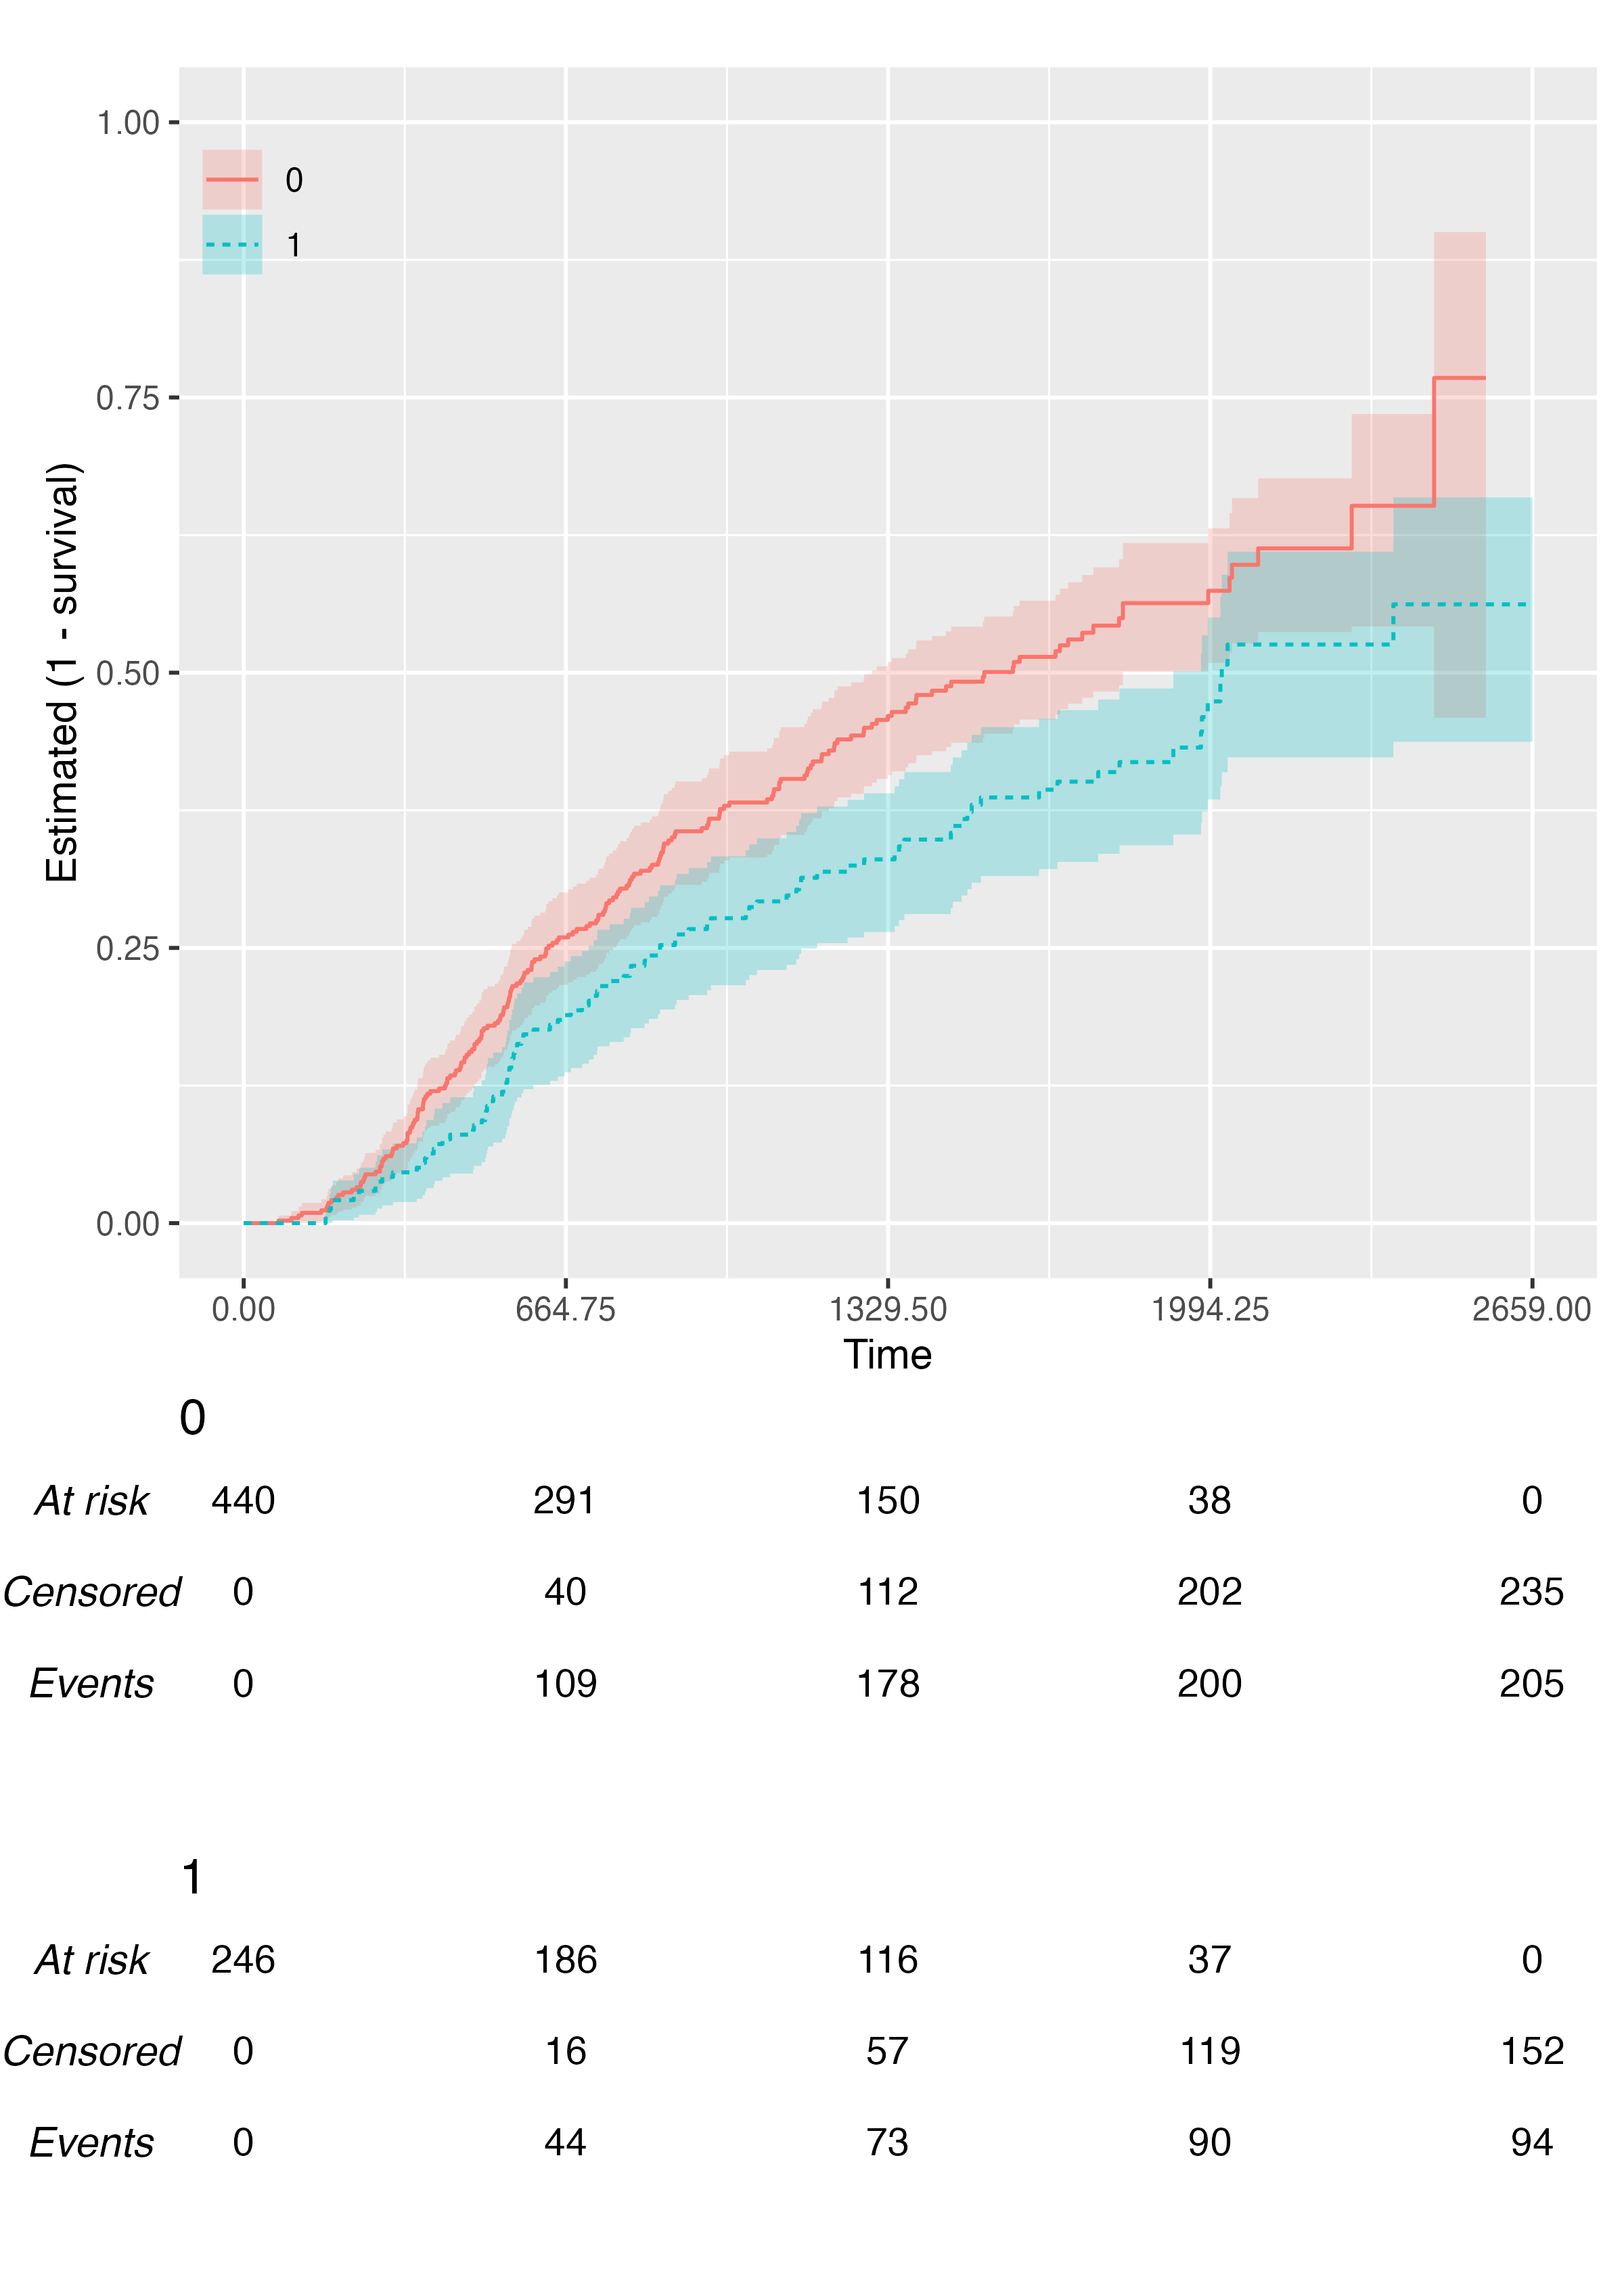 1.00
0
1
0.75
Estimated (1 - survival)
0.50
0.25
0.00
0.00 664.75 1329.50 1994.25 2659.00
Time
0
At risk 440 291 150 38 0
Censored 0 40 112 202 235
Events 0 109 178 200 205
1
At risk 246 186 116 37 0
Censored 0 16 57 119 152
Events 0 44 73 90 94